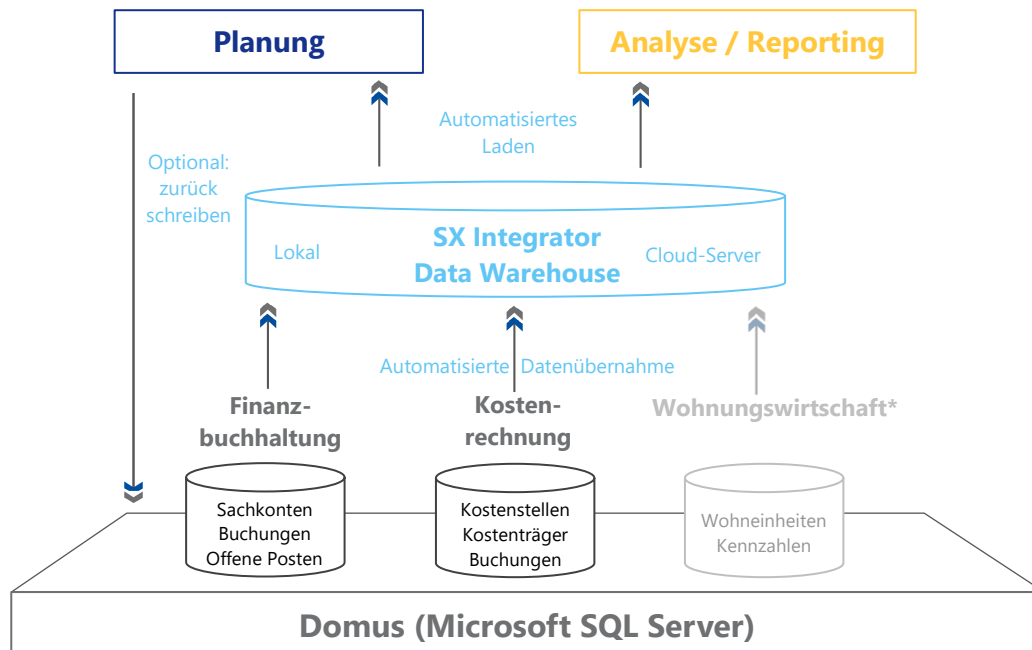 Planung
Analyse / Reporting
Automatisiertes
Laden
Optional:
zurück
schreiben
SX Integrator
Data Warehouse
Lokal
Cloud-Server
Automatisierte Datenübernahme
Finanz-
buchhaltung
Kosten-
rechnung
Wohnungswirtschaft*
Sachkonten
Buchungen
Offene Posten
Kostenstellen
Kostenträger
Buchungen
Wohneinheiten
Kennzahlen
Domus (Microsoft SQL Server)